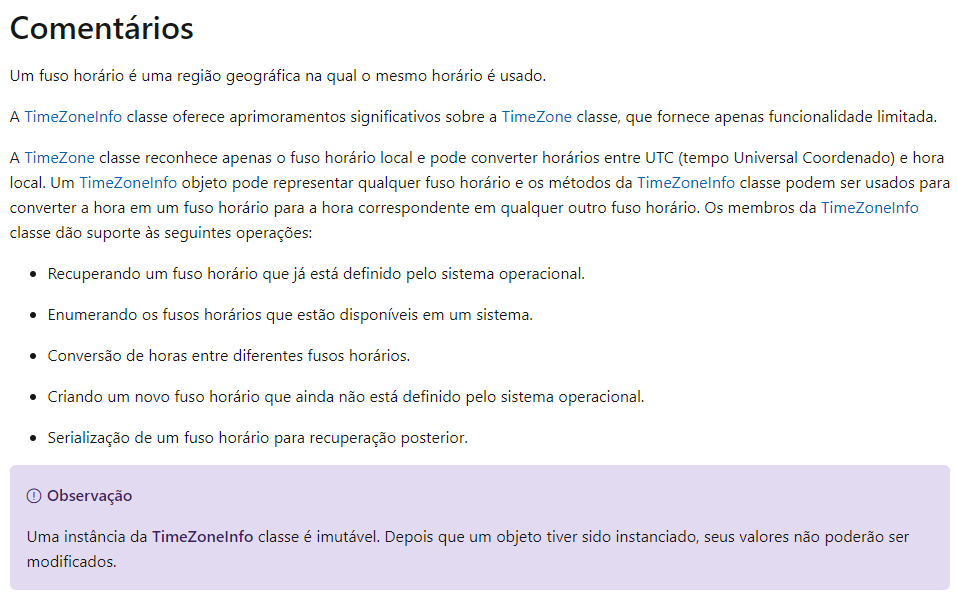 Comentários
Um fuso horário é uma região geográfica na qual o mesmo horário é usado.
A TimeZoneInfo classe oferece aprimoramentos significativos sobre a TimeZone classe, que fornece apenas funcionalidade limitada.
A TimeZone classe reconhece apenas o fuso horário local e pode converter horários entre UTC (tempo Universal Coordenado) e hora
local. Um TimeZoneInfo objeto pode representar qualquer fuso horário e os métodos da TimeZoneInfo classe podem ser usados para
converter a hora em um fuso horário para a hora correspondente em qualquer outro fuso horário. Os membros da TimeZoneInfo
classe dão suporte às seguintes operações:
• Recuperando um fuso horário que já está definido pelo sistema operacional.
• Enumerando os fusos horários que estão disponíveis em um sistema.
• Conversão de horas entre diferentes fusos horários.
• Criando um novo fuso horário que ainda não está definido pelo sistema operacional.
• Serialização de um fuso horário para recuperação posterior.
Observação
Uma instância da TimeZoneInfo classe é imutável. Depois que um objeto tiver sido instanciado, seus valores não poderão ser
modificados.